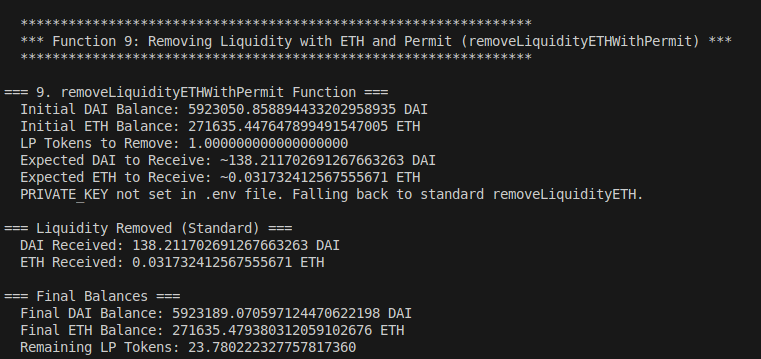 ****************************************************************
*** Function 9: Removing Liquidity with ETH and Permit (removeLiquidityETHWithPermit) ***
****************************************************************
=== 9. removeLiquidityETHWithPermit Function ===
Initial DAI Balance: 5923050.858894433202958935 DAI
Initial ETH Balance: 271635.447647899491547005 ETH
LP Tokens to Remove: 1.000000000000000000
Expected DAI to Receive: ~138.211702691267663263 DAI
Expected ETH to Receive: ~0.031732412567555671 ETH
PRIVATE_KEY not set in .env file. Falling back to standard removeLiquidityETH.
=== Liquidity Removed (Standard) ===
DAI Received: 138.211702691267663263 DAI
ETH Received: 0.031732412567555671 ETH
=== Final Balances ===
Final DAI Balance: 5923189.070597124470622198 DAI
Final ETH Balance: 271635.479380312059102676 ETH
Remaining LP Tokens: 23.780222327757817360